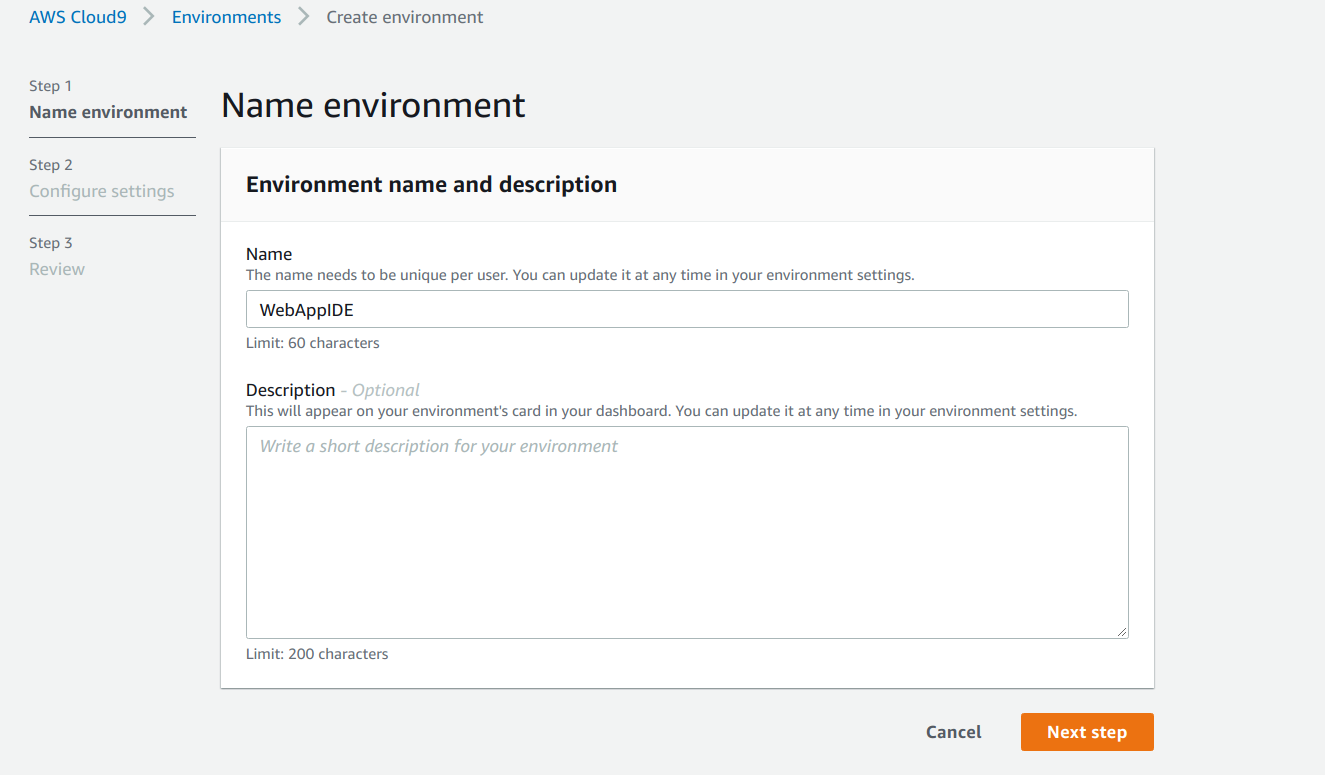 AWS Cloud9 > Environments > Create environment
Step 1
Name environment
Step 2
Configure settings
Step 3
Review
Name environment
Environment name and description
Name
The name needs to be unique per user. You can update it at any time in your environment settings.
WebAppIDE
Limit: 60 characters
Description - Optional
This will appear on your environment's card in your dashboard. You can update it at any time in your environment settings.
Write a short description for your environment
Limit: 200 characters
Cancel
Next step